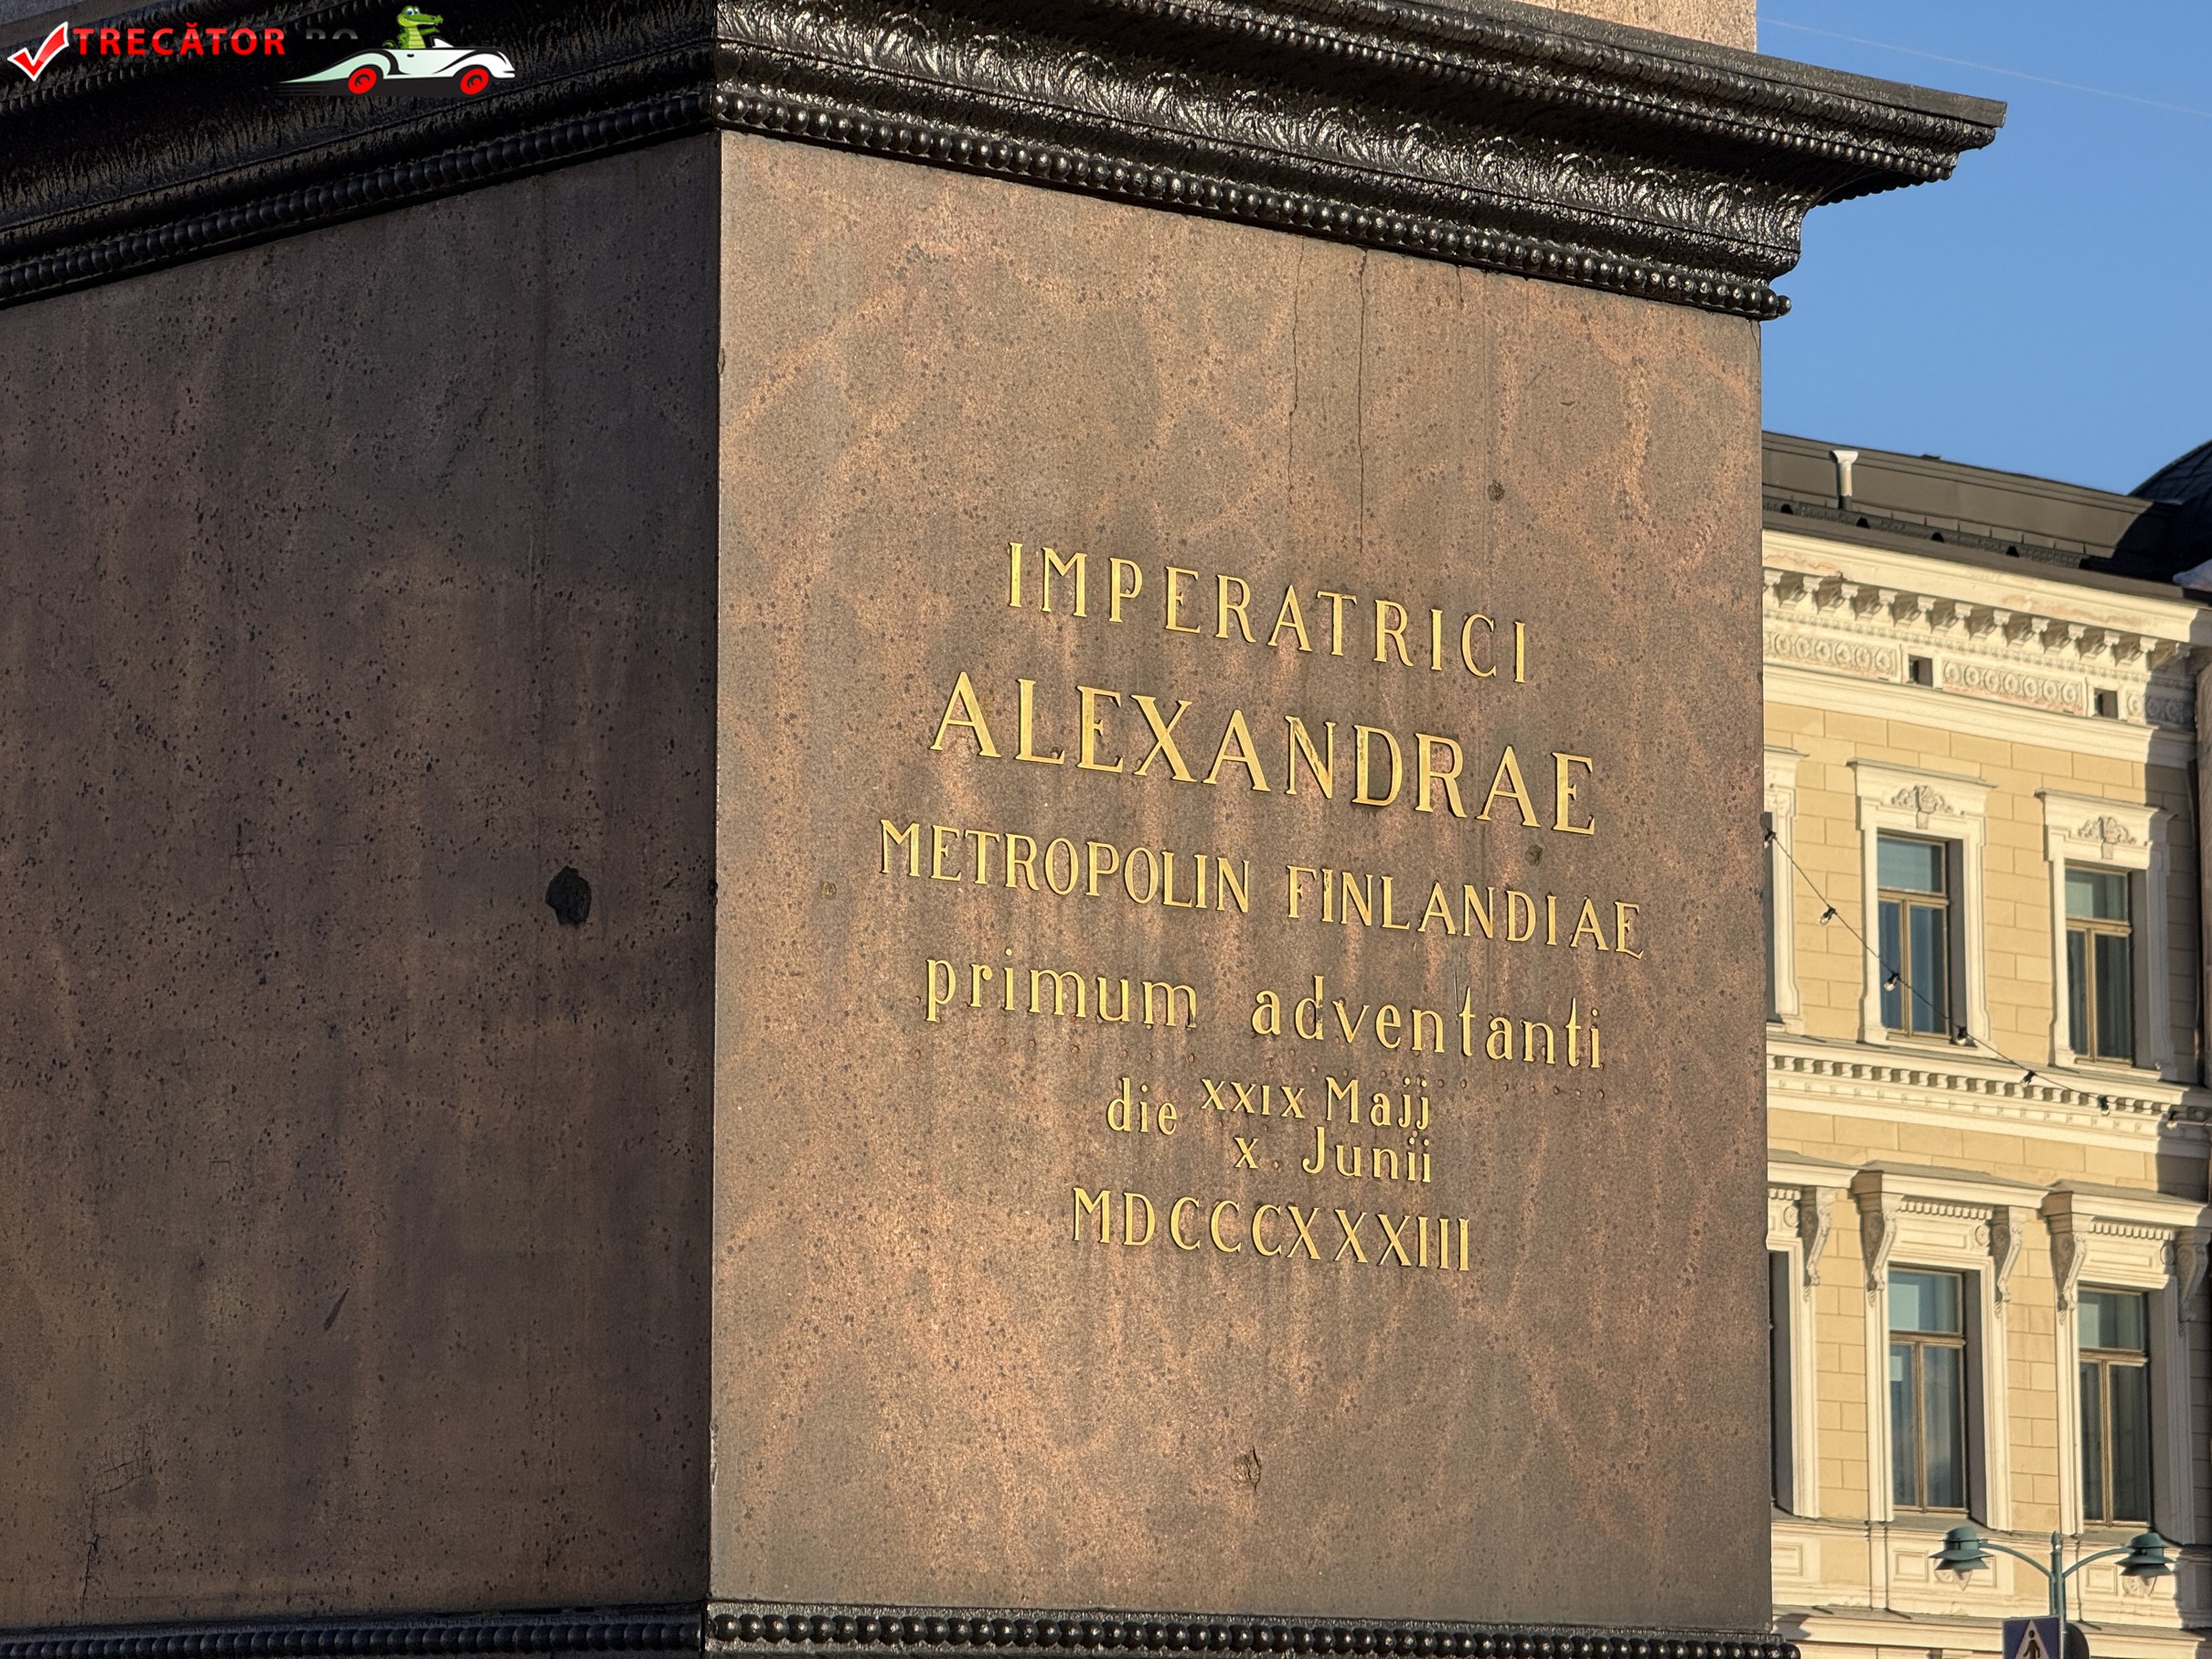 TRECĂTOR
IMPERATRICI
ALEXANDRAE
METROPOLIN FINLANDIAE
primum adventanti
die XXIX Majj
X. Junii
MDCCCXXXIII